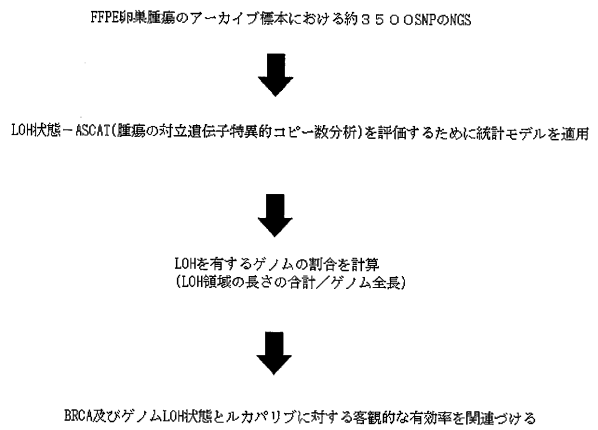 FFPE卵巣腫瘍のアーカイブ標本における約３５００SNPのNGS
LOH状態－ASCAT(腫瘍の対立遺伝子特異的コピー数分析)を評価するために統計モデルを適用
LOHを有するゲノムの割合を計算
(LOH領域の長さの合計／ゲノム全長)
BRCA及びゲノムLOH状態とルカパリブに対する客観的な有効率を関連づける